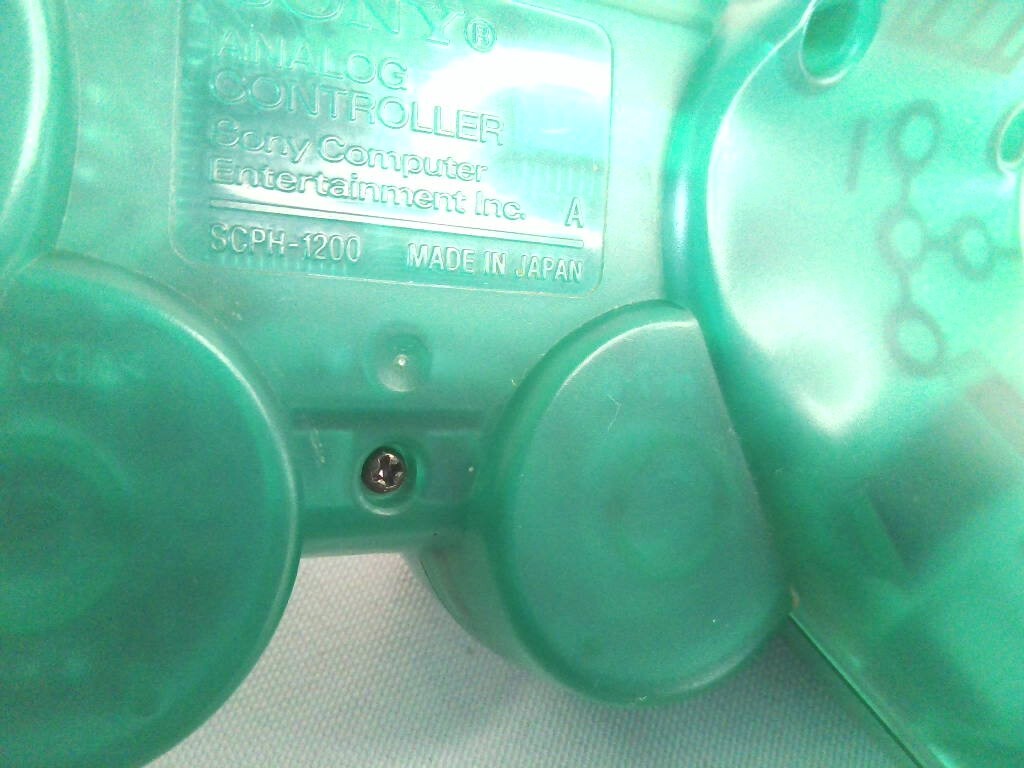 SONY®
ANALOG
CONTROLLER
Sony Computer
Entertainment Inc. A
SCPH-1200 MADE IN JAPAN